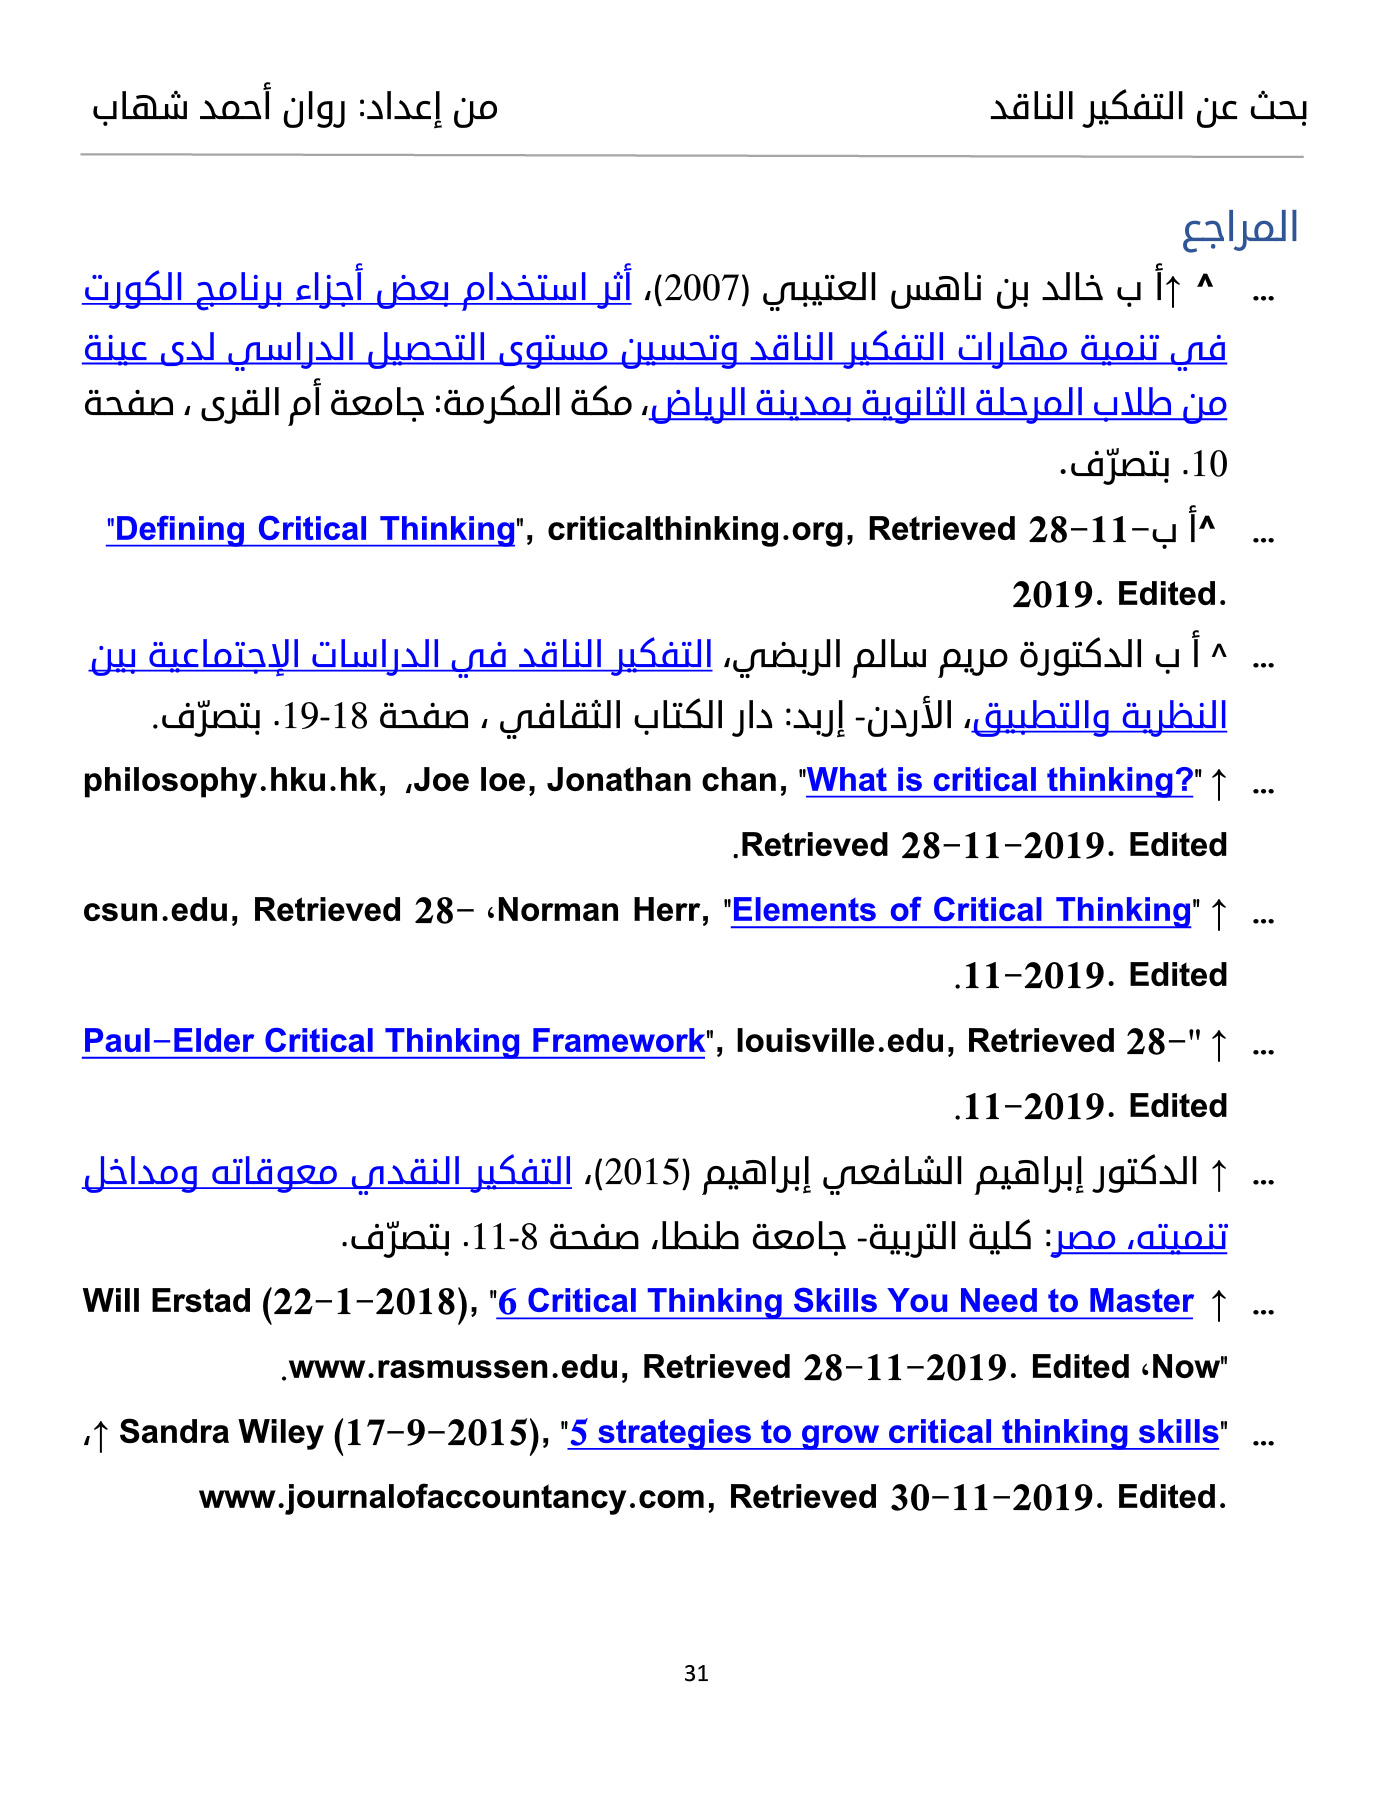 بحث عن التفكير الناقد من إعداد: روان أحمد شهاب
المراجع
... ^ ↑أ ب خالد بن ناهس العتيبي (2007)، أثر استخدام بعض أجزاء برنامج الكورت
في تنمية مهارات التفكير الناقد وتحسين مستوى التحصيل الدراسي لدى عينة
من طلاب المرحلة الثانوية بمدينة الرياض، مكة المكرمة: جامعة أم القرى ، صفحة
10. بتصرّف.
... ^أ ب "Defining Critical Thinking", criticalthinking.org, Retrieved 28-11-
2019. Edited.
... ^ أ ب الدكتورة مريم سالم الربضي، التفكير الناقد في الدراسات الإجتماعية بين
النظرية والتطبيق، الأردن- إربد: دار الكتاب الثقافي ، صفحة 18-19. بتصرّف.
... ↑ Joe loe, Jonathan chan, "What is critical thinking?"، philosophy.hku.hk,
Retrieved 28-11-2019. Edited.
... ↑ Norman Herr, "Elements of Critical Thinking"، csun.edu, Retrieved 28-
11-2019. Edited.
... ↑ "Paul-Elder Critical Thinking Framework", louisville.edu, Retrieved 28-
11-2019. Edited.
... ↑ الدكتور إبراهيم الشافعي إبراهيم (2015)، التفكير النقدي معوقاته ومداخل
تنميته، مصر: كلية التربية- جامعة طنطا، صفحة 8-11. بتصرّف.
... ↑ Will Erstad (22-1-2018), "6 Critical Thinking Skills You Need to Master
Now"، www.rasmussen.edu, Retrieved 28-11-2019. Edited.
... ↑ Sandra Wiley (17-9-2015), "5 strategies to grow critical thinking skills"،
www.journalofaccountancy.com, Retrieved 30-11-2019. Edited.
31